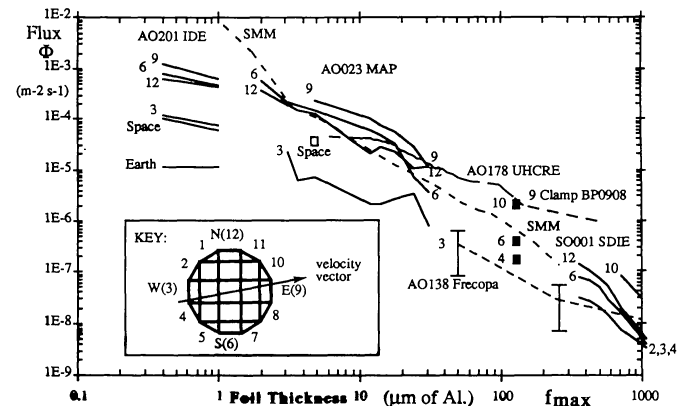 1E-2
Flux
Φ
(m-2 s-1)
1E-3
1E-4
1E-5
1E-6
1E-7
1E-8
1E-9
AO201 IDE
9
6
12
3
Space
Earth
SMM
AO023 MAP
6
12
9
3
Space
9
12
6
AO178 UHCRE
9 Clamp BP0908
10
SMM
6
4
SO001 SDIE
12
10
6
9
3
AO138 Frecopa
2,3,4
KEY:
N(12)
1
11
2
10
velocity
vector
W(3)
E(9)
4
8
5
7
S(6)
0.1
1
10
100
1000
Foil Thickness (μm of Al.) fmax